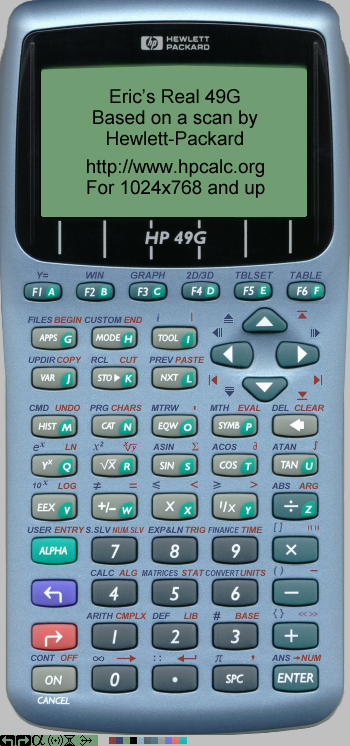 hp HEWLETT
PACKARD
Eric's Real 49G
Based on a scan by
Hewlett-Packard
http://www.hpcalc.org
For 1024x768 and up
HP 49G
Y= WIN GRAPH 2D/3D TBLSET TABLE
F1 A F2 B F3 C F4 D F5 E F6 F
FILES BEGIN CUSTOM END i |
APPS G MODE H TOOL I
UPDIR COPY RCL CUT PREV PASTE
VAR J STO▶ K NXT L
CMD UNDO PRG CHARS MTRW ' MTH EVAL DEL CLEAR
HIST M CAT N EQW O SYMB P
eˣ LN x² ˣ√y ASIN Σ ACOS ∂ ATAN ∫
Yˣ Q √X R SIN S COS T TAN U
10ˣ LOG ≠ = ≤ < ≥ > ABS ARG
EEX V +/− W X X 1/X Y ÷ Z
USER ENTRY S.SLV NUM.SLV EXP&LN TRIG FINANCE TIME [ ] " "
ALPHA 7 8 9 ×
CALC ALG MATRICES STAT CONVERT UNITS ( ) _
4 5 6 −
ARITH CMPLX DEF LIB # BASE { } « »
1 2 3 +
CONT OFF ∞ → : : ↵ π , ANS →NUM
ON 0 . SPC ENTER
CANCEL